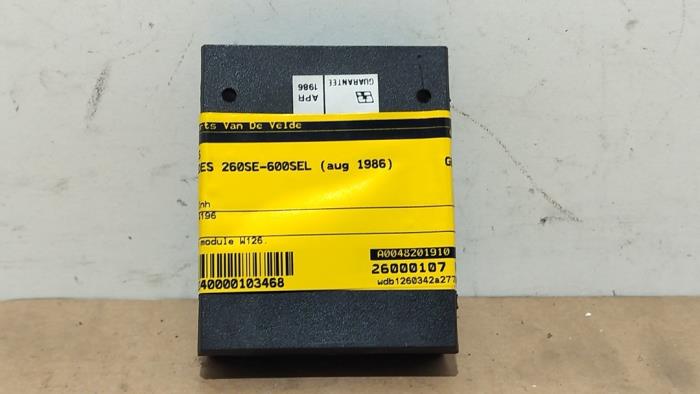 GUARANTEE
APR
1986
rts Van De Velde
ES 260SE-600SEL (aug 1986) G
nh
196
module W126.
A0048201910
26000107
40000103468
wdb1260342a277